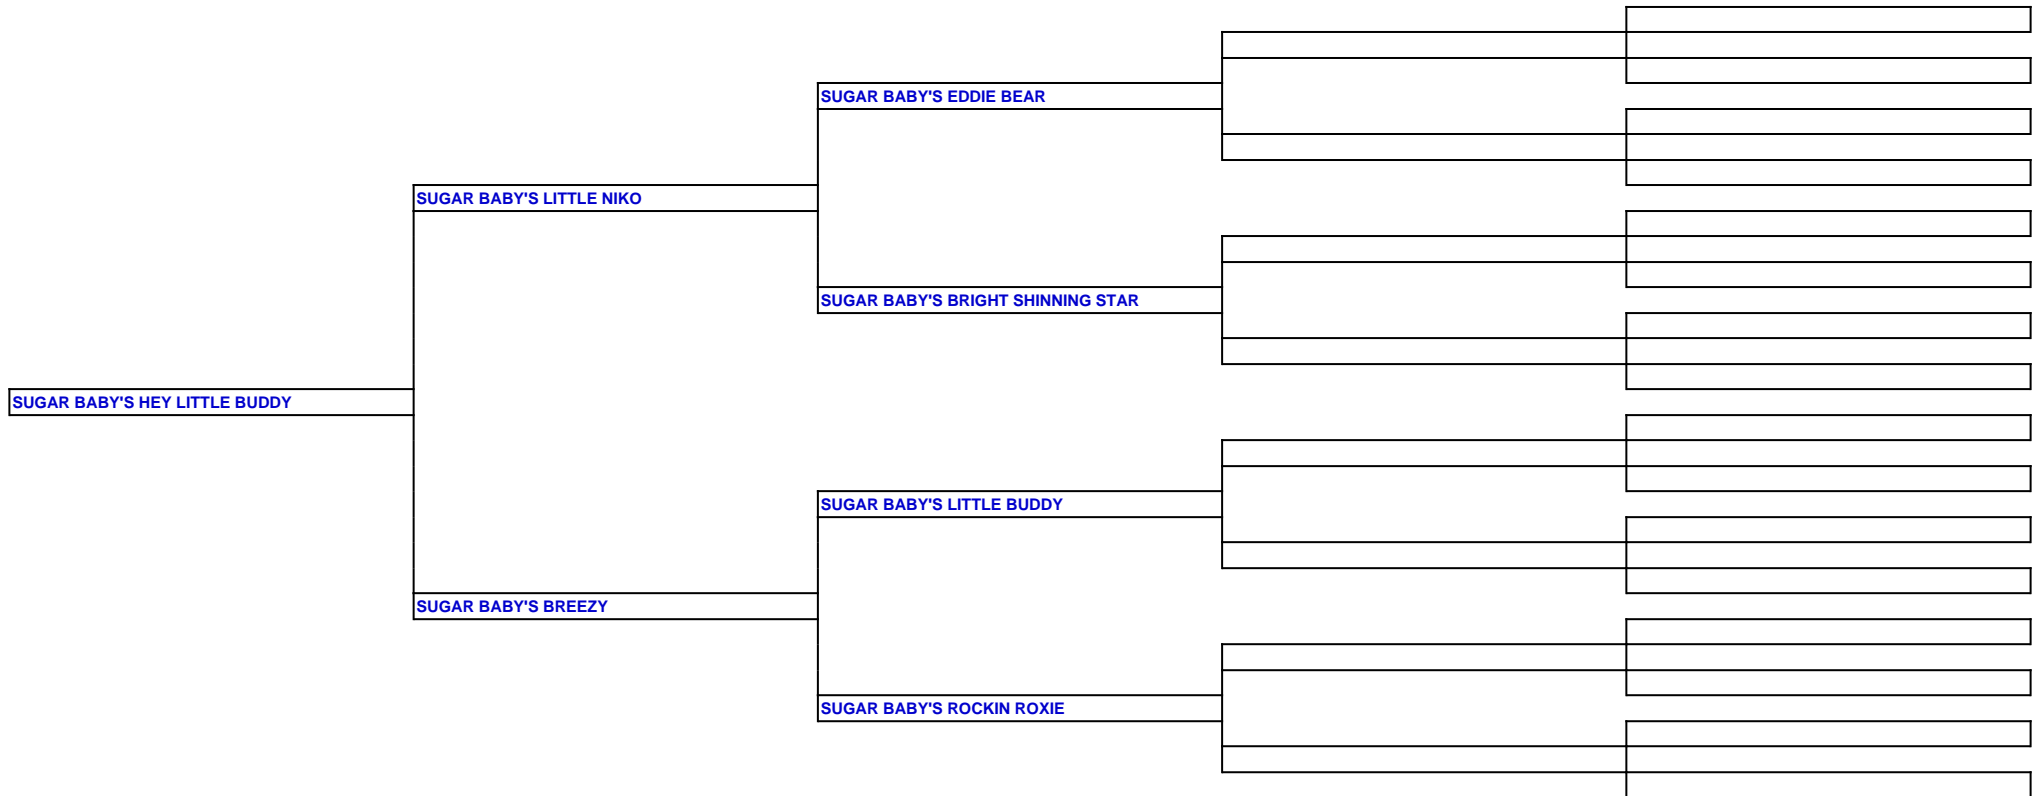 SUGAR BABY'S EDDIE BEAR
SUGAR BABY'S LITTLE NIKO
SUGAR BABY'S BRIGHT SHINNING STAR
SUGAR BABY'S HEY LITTLE BUDDY
SUGAR BABY'S LITTLE BUDDY
SUGAR BABY'S BREEZY
SUGAR BABY'S ROCKIN ROXIE